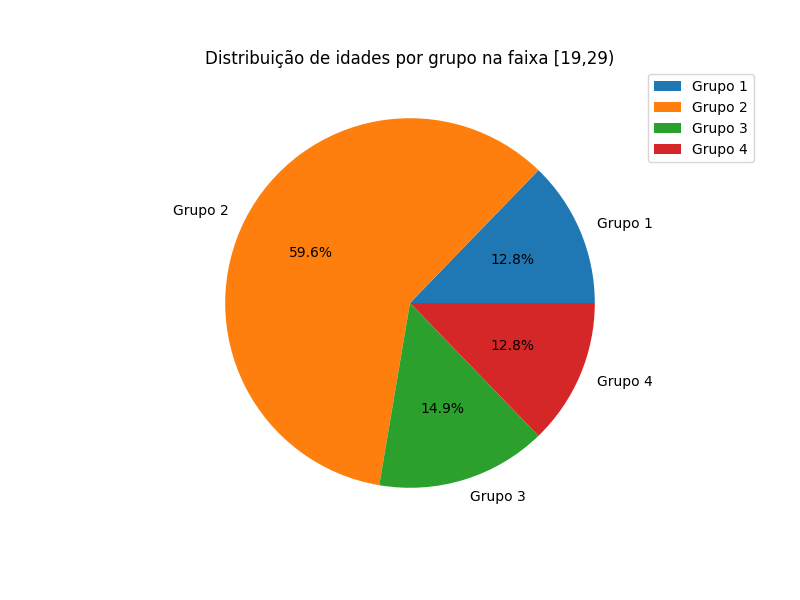 Distribuição de idades por grupo na faixa [19,29)
Grupo 1
Grupo 2
Grupo 3
Grupo 4
Grupo 2
Grupo 1
59.6%
12.8%
12.8%
Grupo 4
14.9%
Grupo 3